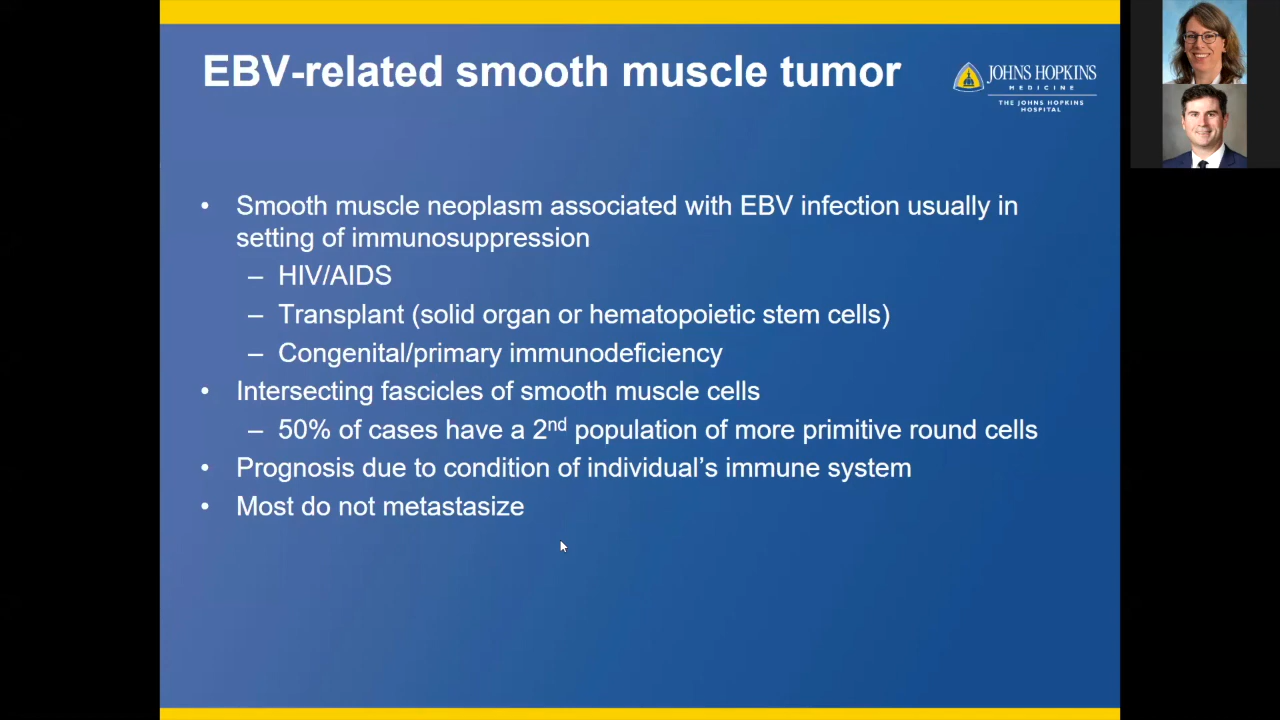 EBV-related smooth muscle tumor
JOHNS HOPKINS
MEDICINE
THE JOHNS HOPKINS
HOSPITAL
• Smooth muscle neoplasm associated with EBV infection usually in
setting of immunosuppression
– HIV/AIDS
– Transplant (solid organ or hematopoietic stem cells)
– Congenital/primary immunodeficiency
• Intersecting fascicles of smooth muscle cells
– 50% of cases have a 2nd population of more primitive round cells
• Prognosis due to condition of individual's immune system
• Most do not metastasize